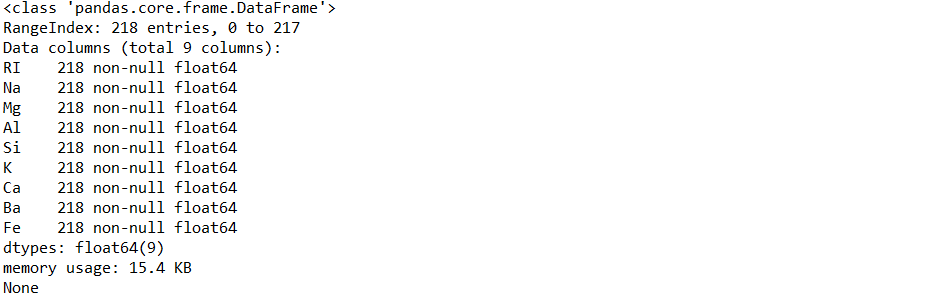 <class 'pandas.core.frame.DataFrame'>
RangeIndex: 218 entries, 0 to 217
Data columns (total 9 columns):
RI    218 non-null float64
Na    218 non-null float64
Mg    218 non-null float64
Al    218 non-null float64
Si    218 non-null float64
K     218 non-null float64
Ca    218 non-null float64
Ba    218 non-null float64
Fe    218 non-null float64
dtypes: float64(9)
memory usage: 15.4 KB
None